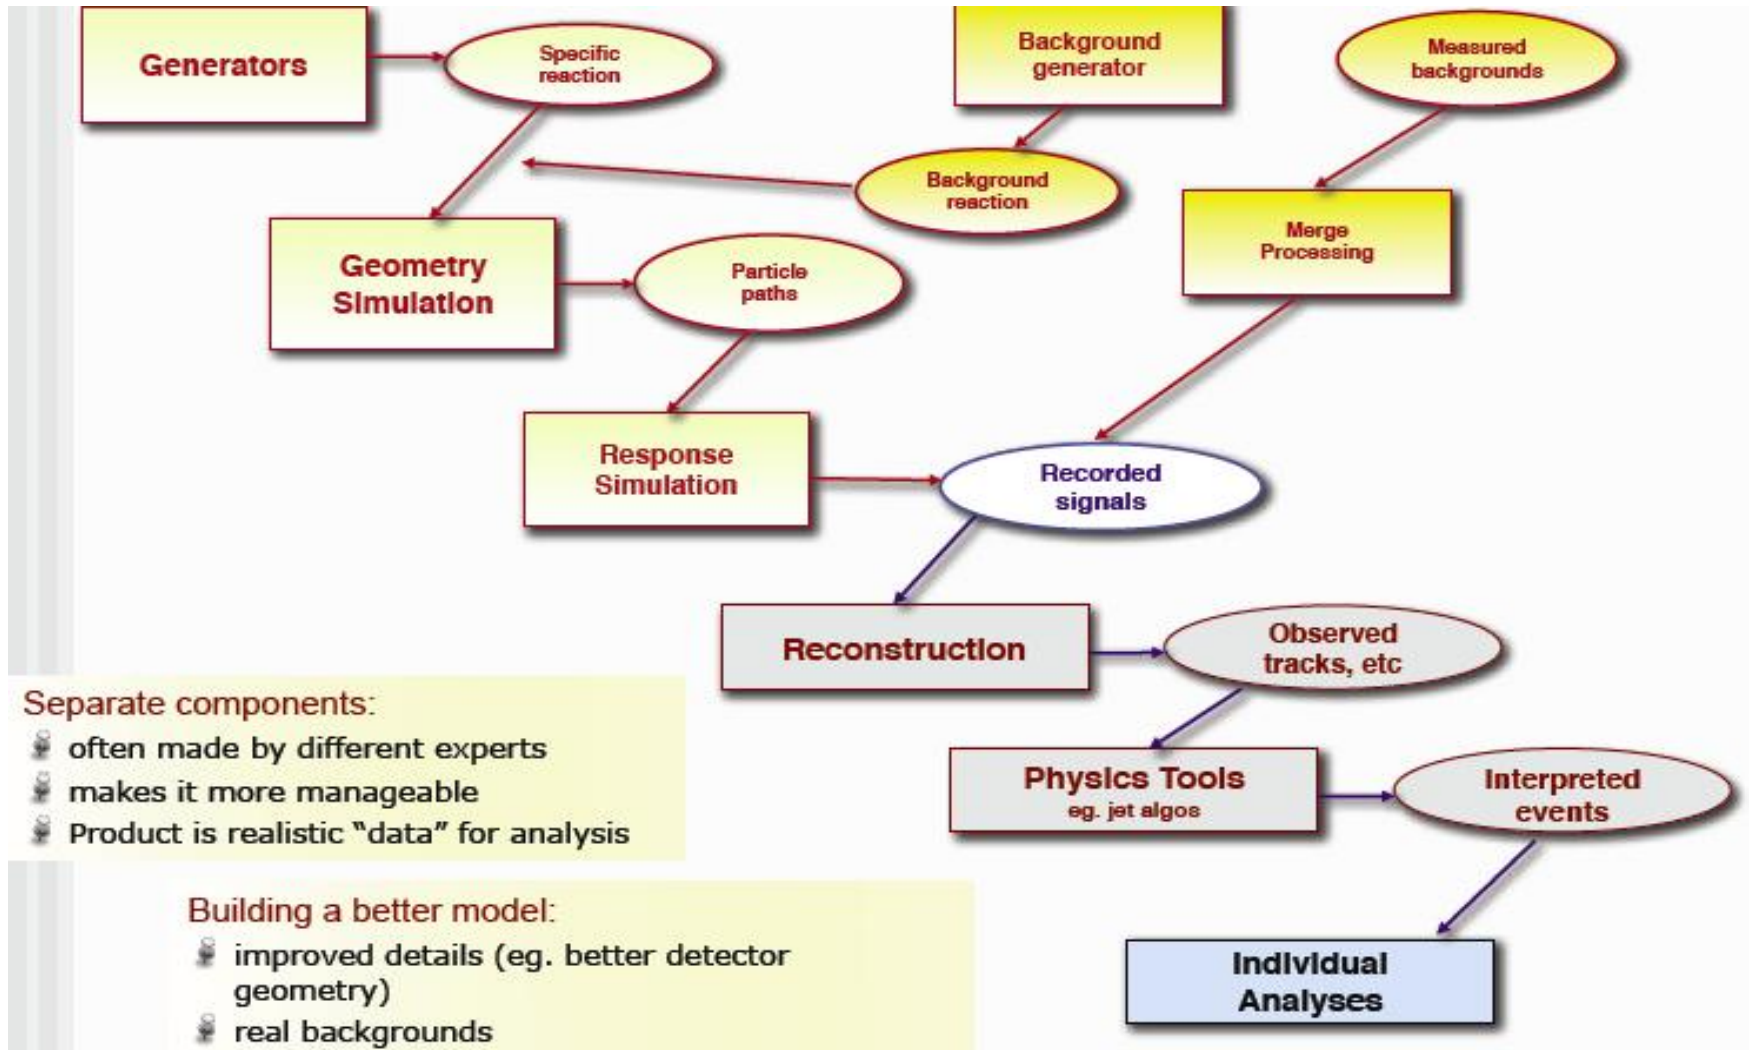 Generators
Specific
reaction
Background
generator
Measured
backgrounds
Background
reaction
Merge
Processing
Geometry
Simulation
Particle
paths
Response
Simulation
Recorded
signals
Reconstruction
Observed
tracks, etc
Physics Tools
eg. jet algos
Interpreted
events
Individual
Analyses
Separate components:
often made by different experts
makes it more manageable
Product is realistic “data” for analysis
Building a better model:
improved details (eg. better detector
geometry)
real backgrounds